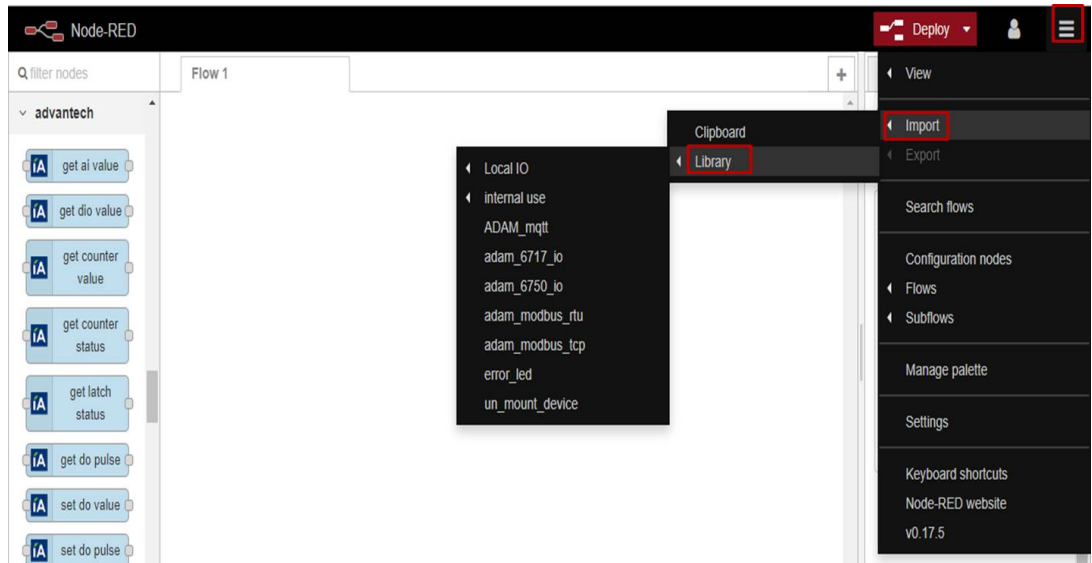 Node-RED
Deploy
filter nodes
Flow 1
+
advantech
get ai value
get dio value
get counter
value
get counter
status
get latch
status
get do pulse
set do value
set do pulse
Local IO
internal use
ADAM_mqtt
adam_6717_io
adam_6750_io
adam_modbus_rtu
adam_modbus_tcp
error_led
un_mount_device
Clipboard
Library
View
Import
Export
Search flows
Configuration nodes
Flows
Subflows
Manage palette
Settings
Keyboard shortcuts
Node-RED website
v0.17.5